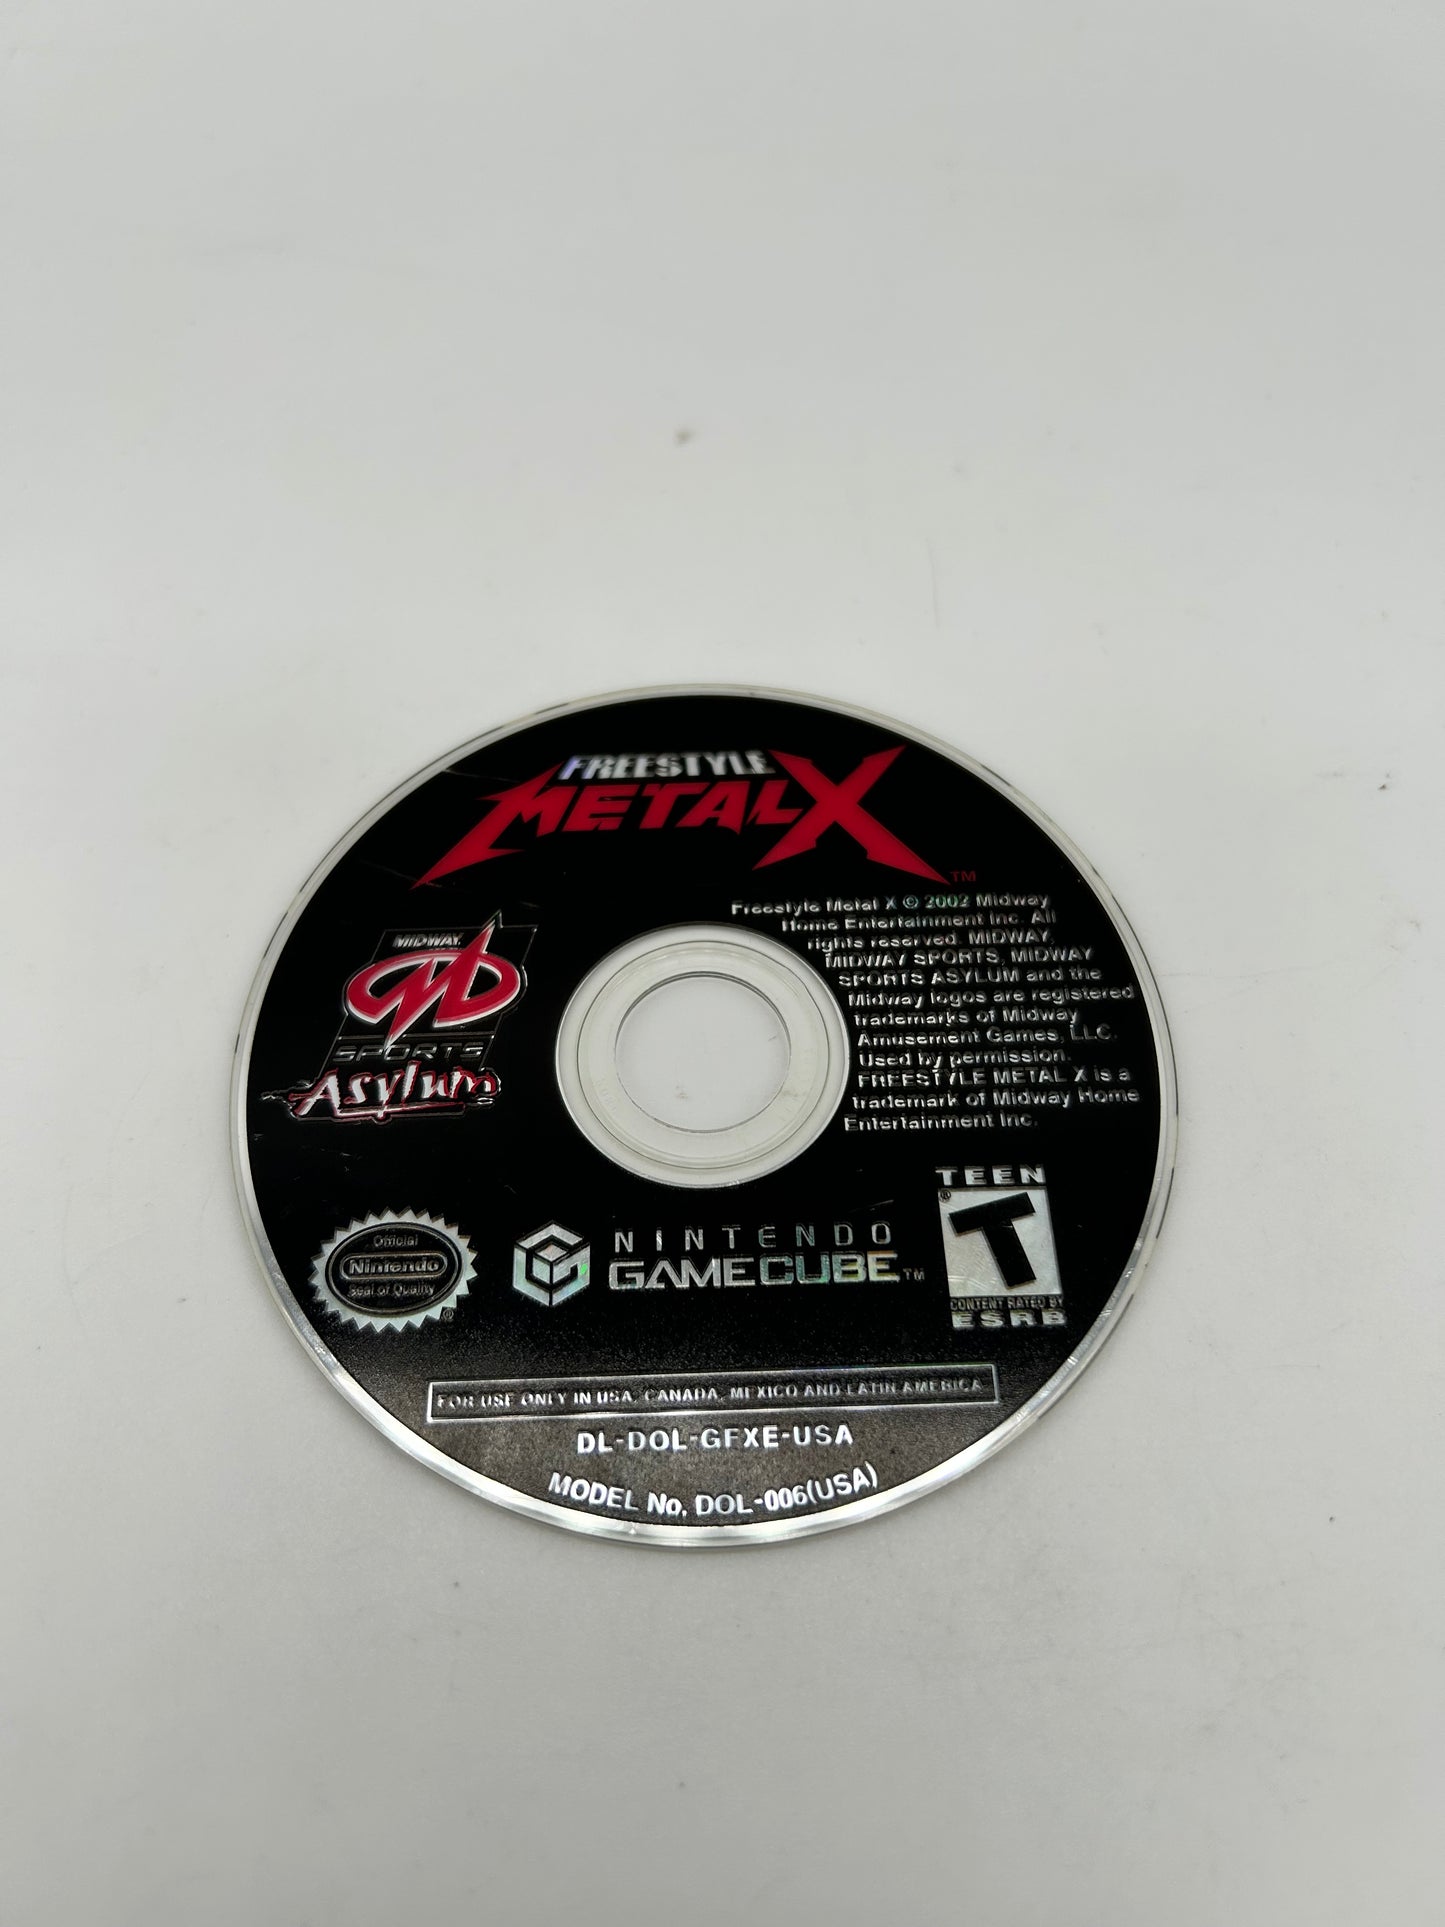 FREESTYLE
METAL X™
Freestyle Metal X © 2002 Midway
Home Entertainment Inc. All
rights reserved. MIDWAY,
MIDWAY SPORTS, MIDWAY
SPORTS ASYLUM and the
Midway logos are registered
trademarks of Midway
Amusement Games, LLC.
Used by permission.
FREESTYLE METAL X is a
trademark of Midway Home
Entertainment Inc.
MIDWAY
SPORTS
Asylum
Official
Nintendo
Seal of Quality
®
NINTENDO
GAMECUBE™
TEEN
®
T
CONTENT RATED BY
ESRB
FOR USE ONLY IN USA, CANADA, MEXICO AND LATIN AMERICA
DL-DOL-GFXE-USA
MODEL No. DOL-006(USA)